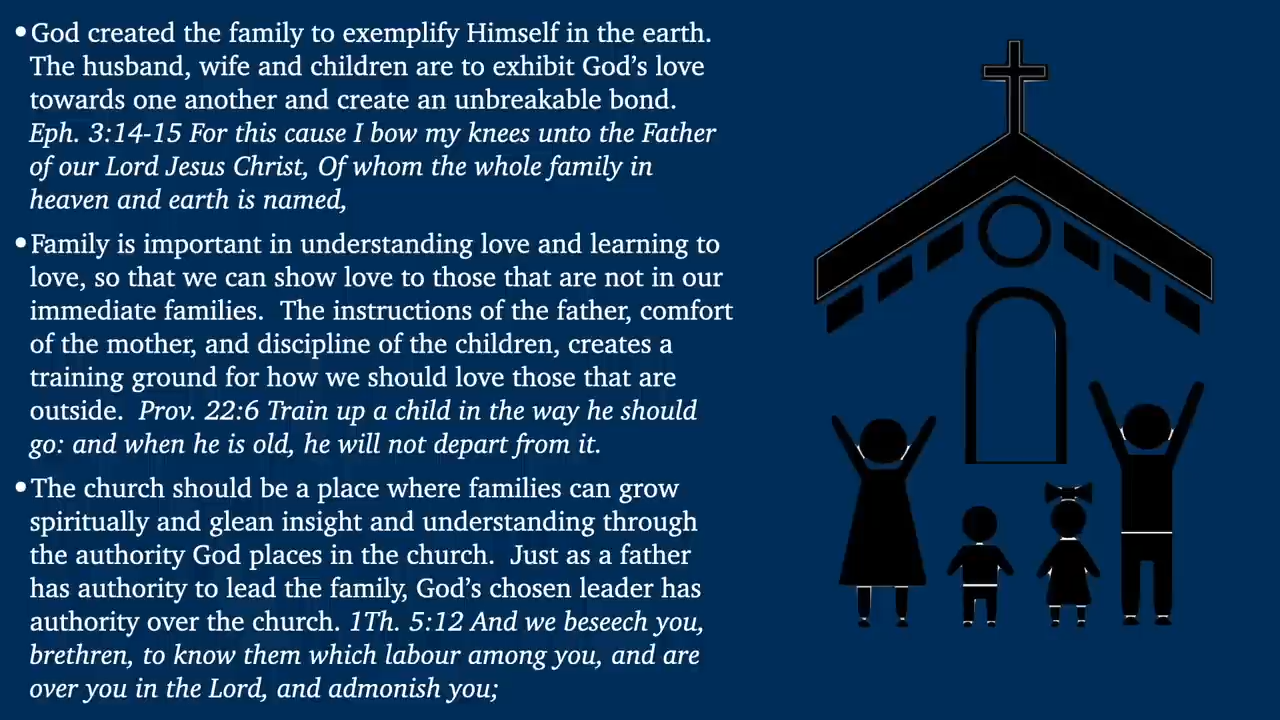 •God created the family to exemplify Himself in the earth.
The husband, wife and children are to exhibit God’s love
towards one another and create an unbreakable bond.
Eph. 3:14-15 For this cause I bow my knees unto the Father
of our Lord Jesus Christ, Of whom the whole family in
heaven and earth is named,
•Family is important in understanding love and learning to
love, so that we can show love to those that are not in our
immediate families.  The instructions of the father, comfort
of the mother, and discipline of the children, creates a
training ground for how we should love those that are
outside.  Prov. 22:6 Train up a child in the way he should
go: and when he is old, he will not depart from it.
•The church should be a place where families can grow
spiritually and glean insight and understanding through
the authority God places in the church.  Just as a father
has authority to lead the family, God’s chosen leader has
authority over the church. 1Th. 5:12 And we beseech you,
brethren, to know them which labour among you, and are
over you in the Lord, and admonish you;